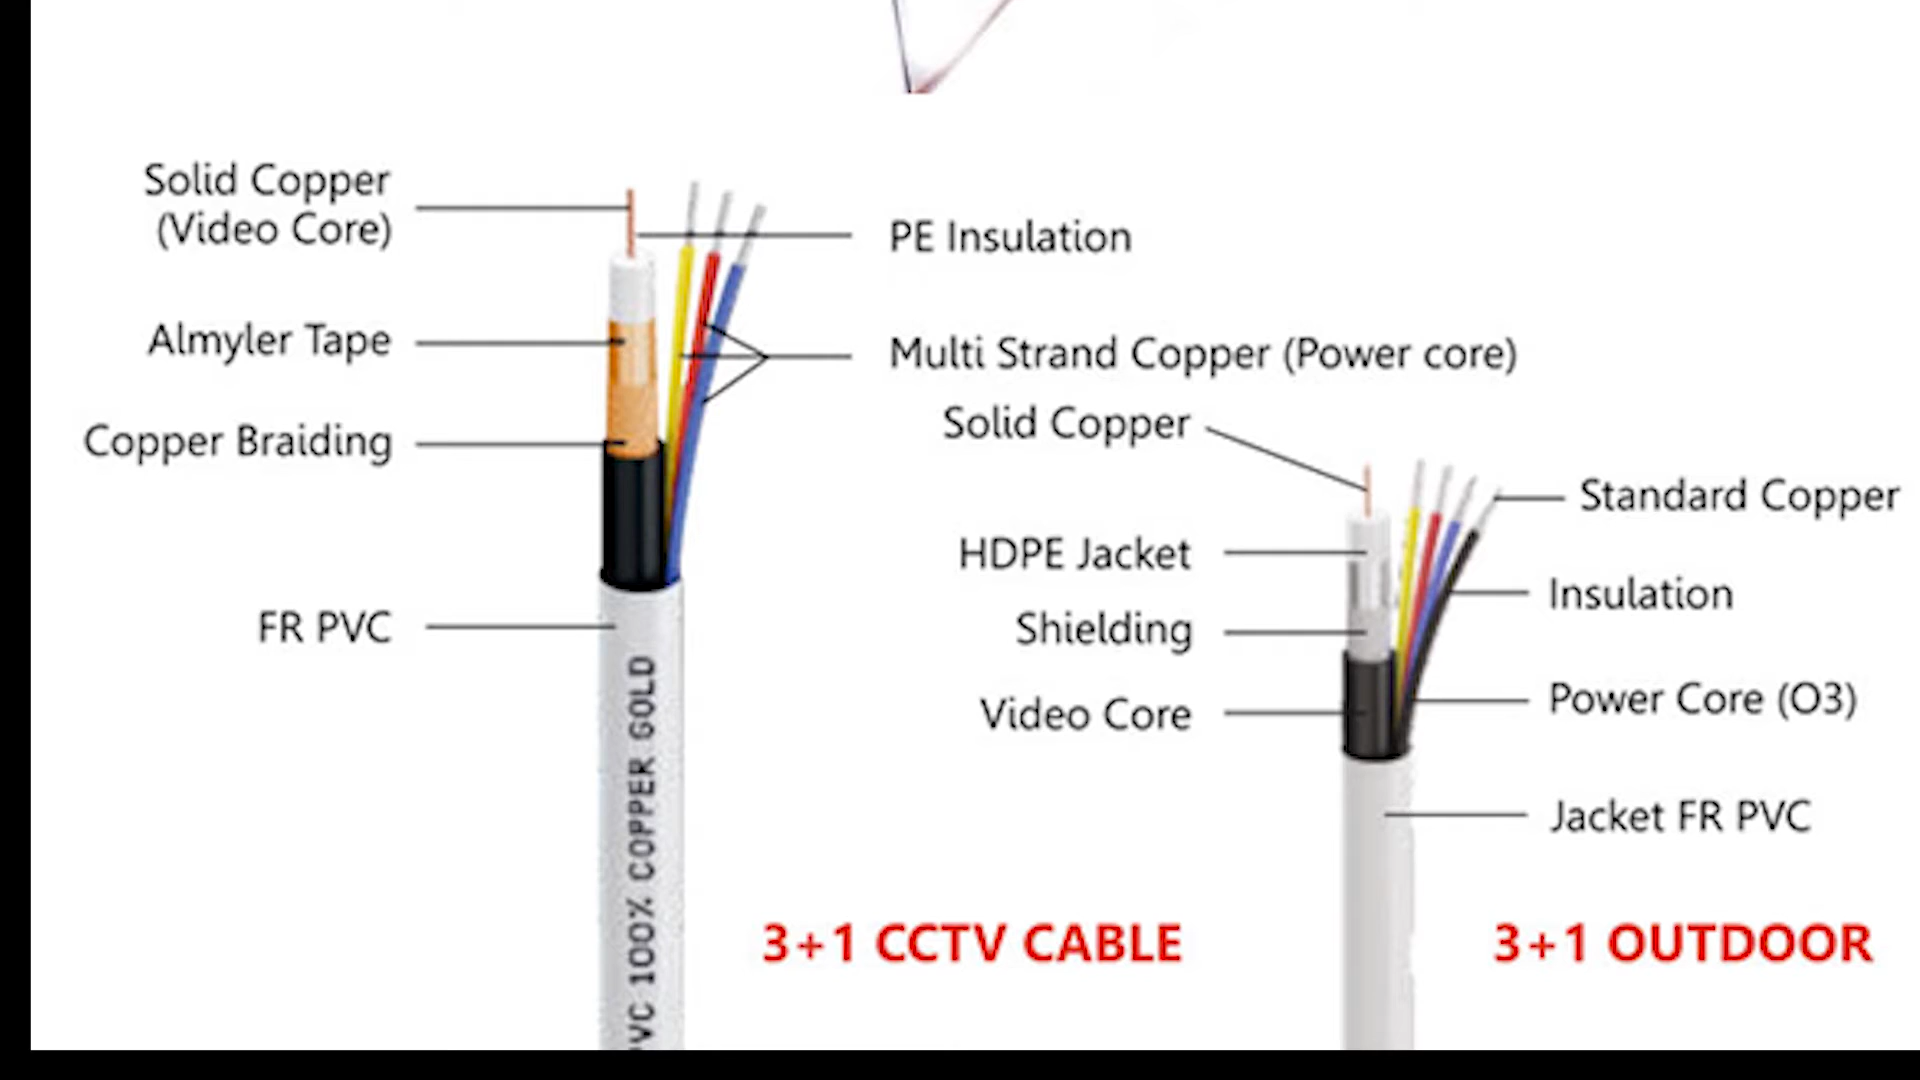 Solid Copper
(Video Core)
PE Insulation
Almyler Tape
Multi Strand Copper (Power core)
Copper Braiding
FR PVC
VC 100% COPPER GOLD
3+1 CCTV CABLE
Solid Copper
Standard Copper
HDPE Jacket
Insulation
Shielding
Power Core (O3)
Video Core
Jacket FR PVC
3+1 OUTDOOR